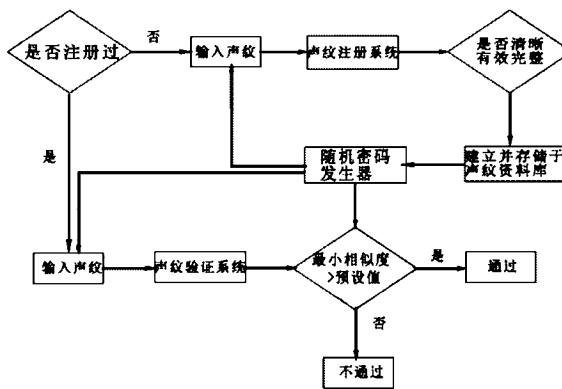 是否注册过
否
输入声纹
声纹注册系统
是否清晰
有效完整
是
随机密码
发生器
建立并存储于
声纹资料库
输入声纹
声纹验证系统
最小相似度
>预设值
是
通过
否
不通过